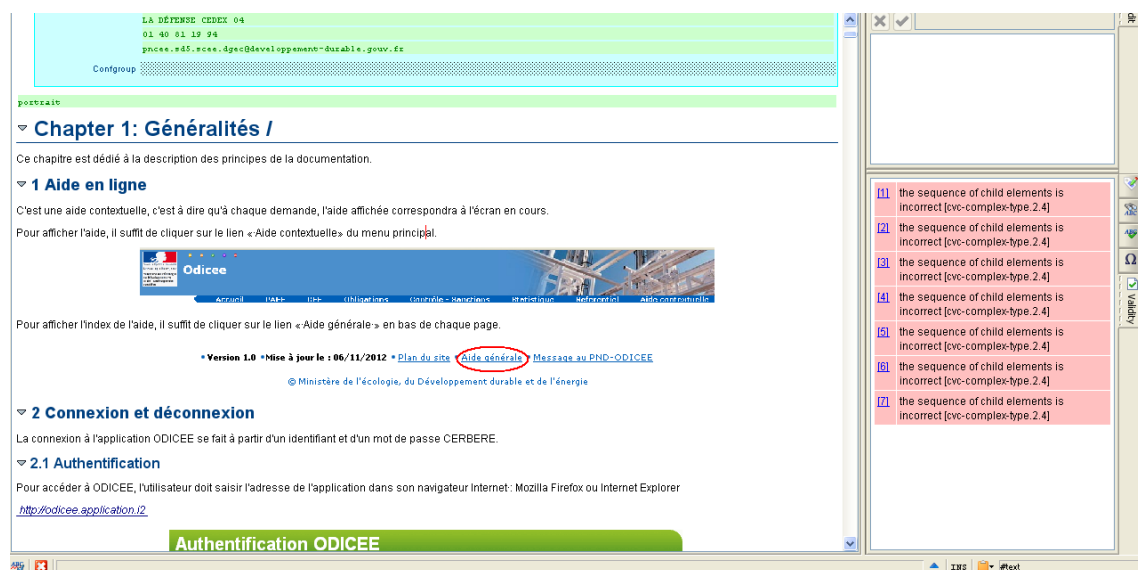 LA DÉFENSE CEDEX 04
01 40 81 19 94
pncee.sd5.scee.dgec@developpement-durable.gouv.fr
Confgroup
portrait
Chapter 1: Généralités /
Ce chapitre est dédié à la description des principes de la documentation.
1 Aide en ligne
C'est une aide contextuelle, c'est à dire qu'à chaque demande, l'aide affichée correspondra à l'écran en cours.
Pour afficher l'aide, il suffit de cliquer sur le lien «·Aide contextuelle» du menu principal.
Odicee
Accueil PAFF CEE Obligations Contrôle - Sanctions Statistique Référentiel Aide contextuelle
Pour afficher l'index de l'aide, il suffit de cliquer sur le lien «·Aide générale·» en bas de chaque page.
• Version 1.0 • Mise à jour le : 06/11/2012 • Plan du site • Aide générale • Message au PND-ODICEE
© Ministère de l'écologie, du Développement durable et de l'énergie
2 Connexion et déconnexion
La connexion à l'application ODICEE se fait à partir d'un identifiant et d'un mot de passe CERBERE.
2.1 Authentification
Pour accéder à ODICEE, l'utilisateur doit saisir l'adresse de l'application dans son navigateur Internet·: Mozilla Firefox ou Internet Explorer
http://odicee.application.i2
Authentification ODICEE
[1] the sequence of child elements is
incorrect [cvc-complex-type.2.4]
[2] the sequence of child elements is
incorrect [cvc-complex-type.2.4]
[3] the sequence of child elements is
incorrect [cvc-complex-type.2.4]
[4] the sequence of child elements is
incorrect [cvc-complex-type.2.4]
[5] the sequence of child elements is
incorrect [cvc-complex-type.2.4]
[6] the sequence of child elements is
incorrect [cvc-complex-type.2.4]
[7] the sequence of child elements is
incorrect [cvc-complex-type.2.4]
Validity
INS
#text